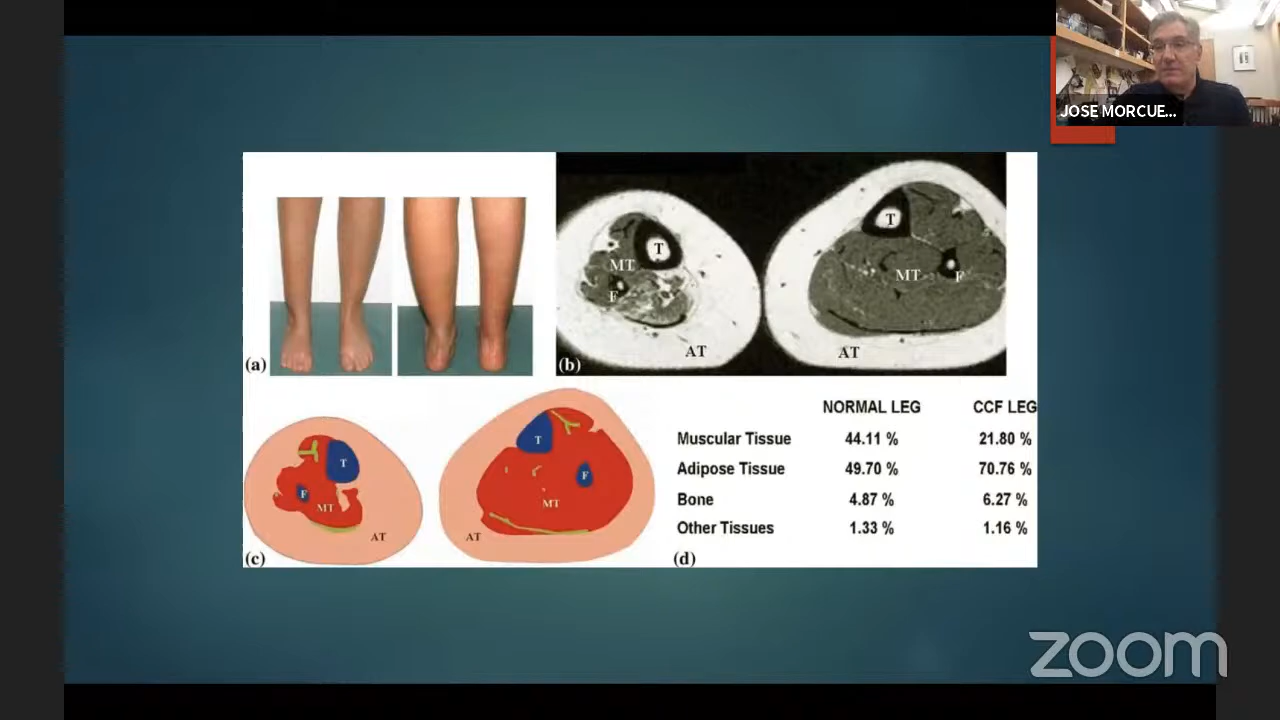 JOSE MORCUE...
T
MT
F
AT
T
MT
F
AT
(a)
(b)
T
F
MT
AT
(c)
T
F
MT
AT
NORMAL LEG CCF LEG
Muscular Tissue 44.11 % 21.80 %
Adipose Tissue 49.70 % 70.76 %
Bone 4.87 % 6.27 %
Other Tissues 1.33 % 1.16 %
(d)
zoom